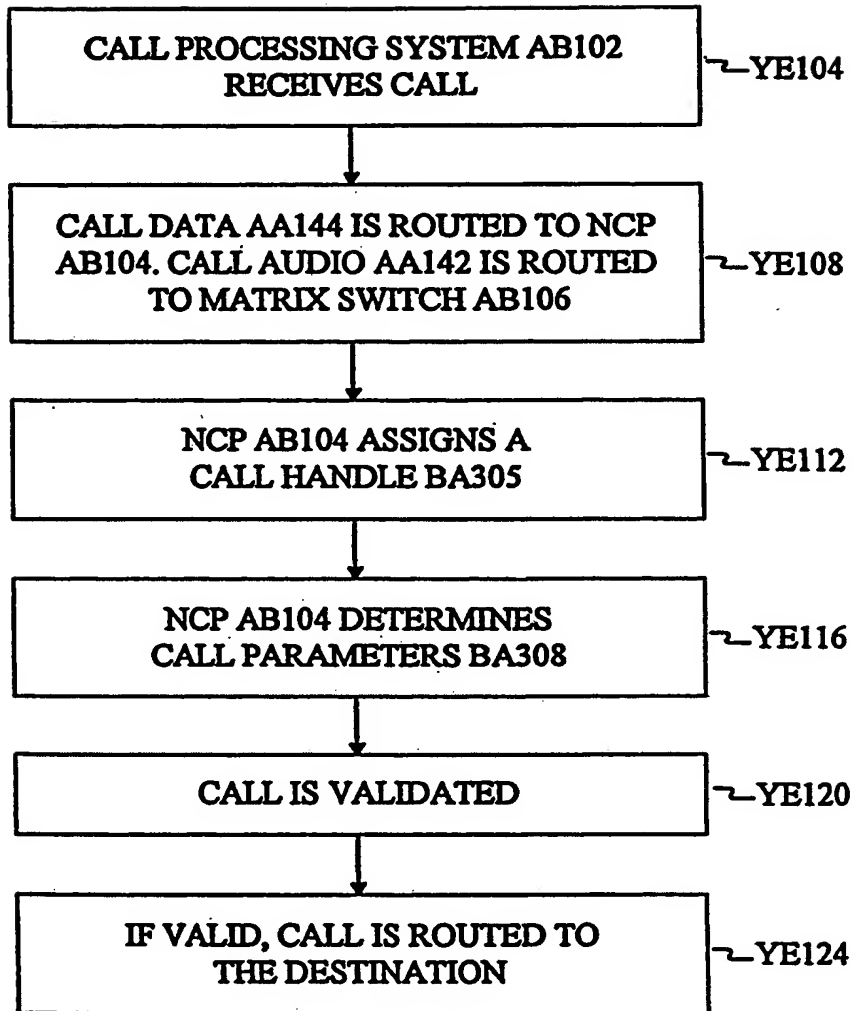 CALL PROCESSING SYSTEM AB102
RECEIVES CALL
YE104
CALL DATA AA144 IS ROUTED TO NCP
AB104. CALL AUDIO AA142 IS ROUTED
TO MATRIX SWITCH AB106
YE108
NCP AB104 ASSIGNS A
CALL HANDLE BA305
YE112
NCP AB104 DETERMINES
CALL PARAMETERS BA308
YE116
CALL IS VALIDATED
YE120
IF VALID, CALL IS ROUTED TO
THE DESTINATION
YE124